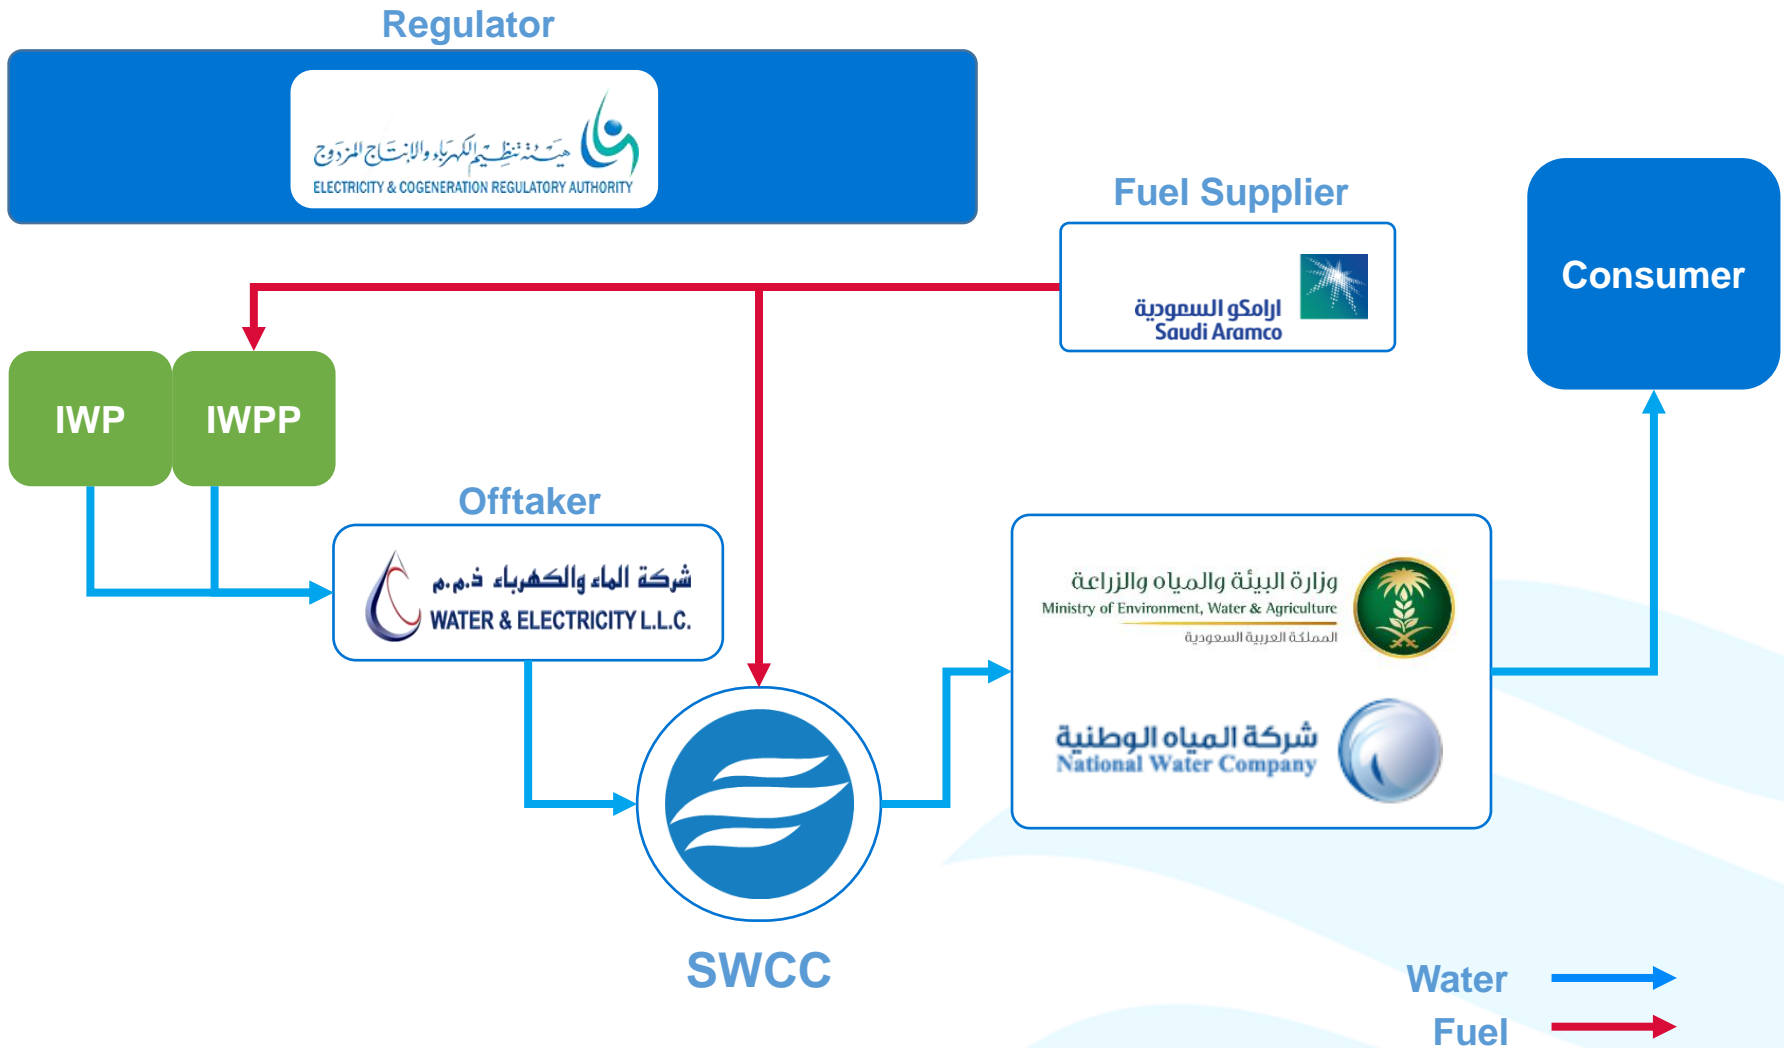 Regulator
هيئة تنظيم الكهرباء والانتاج المزدوج
ELECTRICITY & COGENERATION REGULATORY AUTHORITY
Fuel Supplier
ارامكو السعودية
Saudi Aramco
Consumer
IWP
IWPP
Offtaker
شركة الماء والكهرباء ذ.م.م
WATER & ELECTRICITY L.L.C.
وزارة البيئة والمياه والزراعة
Ministry of Environment, Water & Agriculture
المملكة العربية السعودية
شركة المياه الوطنية
National Water Company
SWCC
Water
Fuel